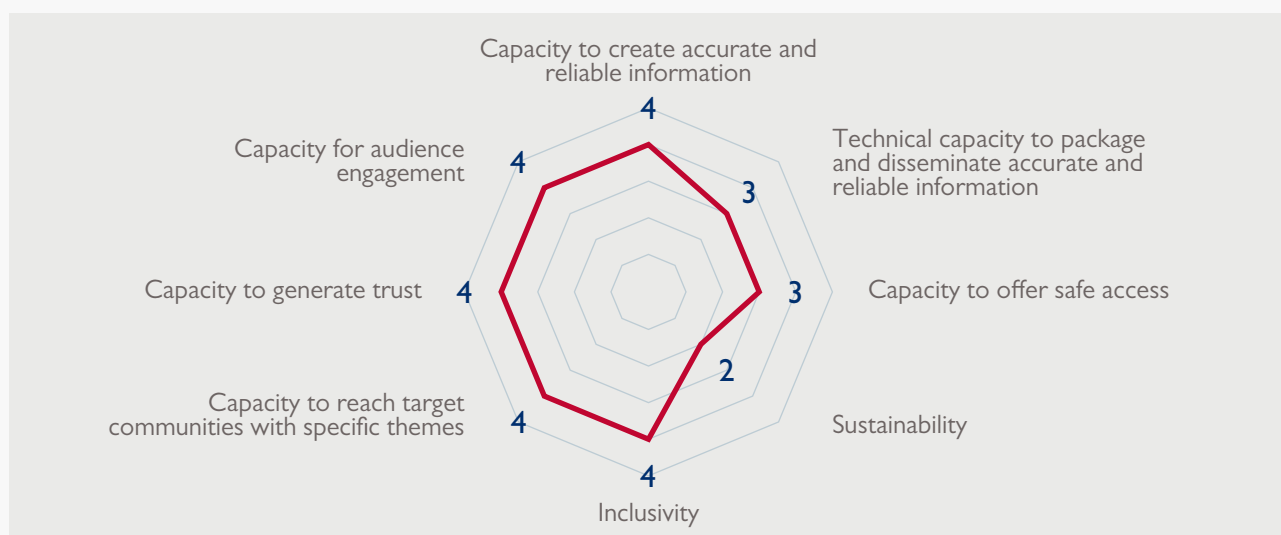 Capacity to create accurate and
reliable information
4
Technical capacity to package
and disseminate accurate and
reliable information
3
Capacity to offer safe access
3
Sustainability
2
Inclusivity
4
Capacity to reach target
communities with specific themes
4
Capacity to generate trust
4
Capacity for audience
engagement
4